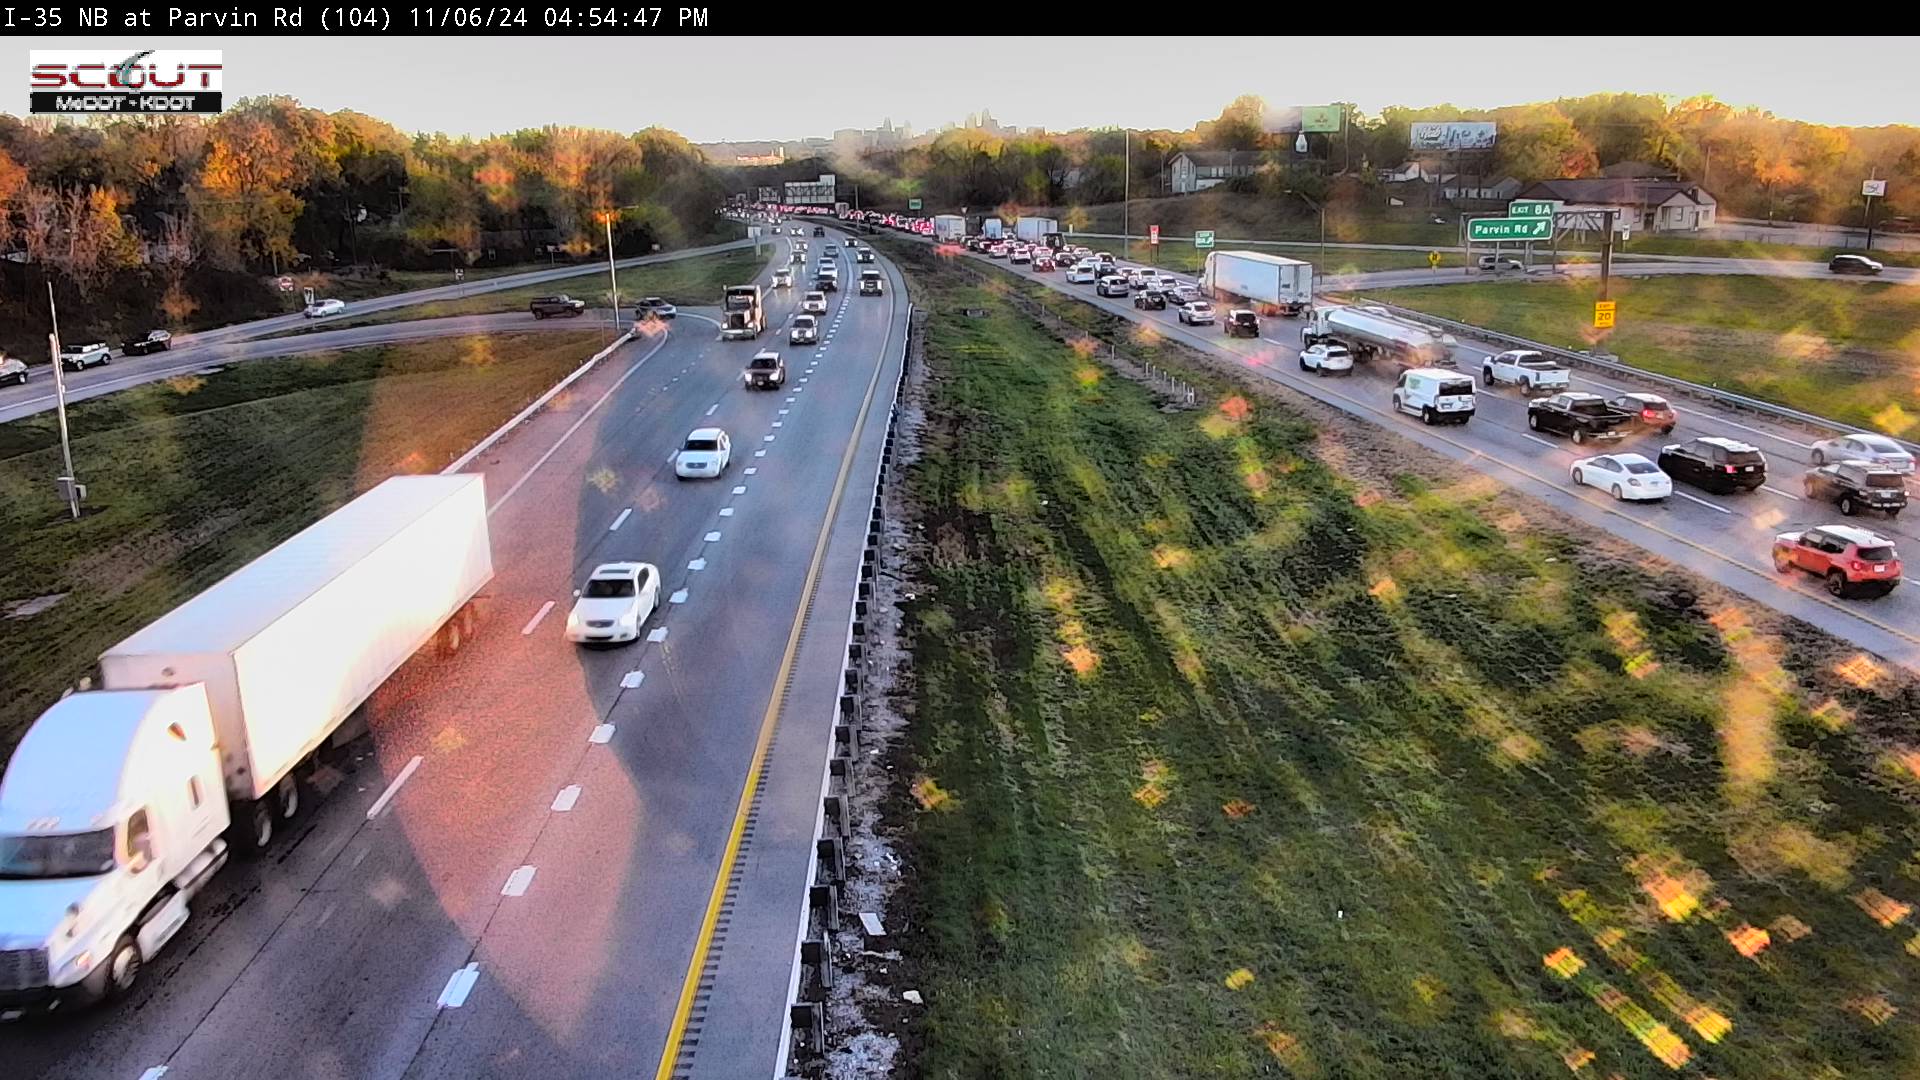 I-35 NB at Parvin Rd (104) 11/06/24 04:54:47 PM
SCOUT
MoDOT - KDOT
EXIT 8A
Parvin Rd
20